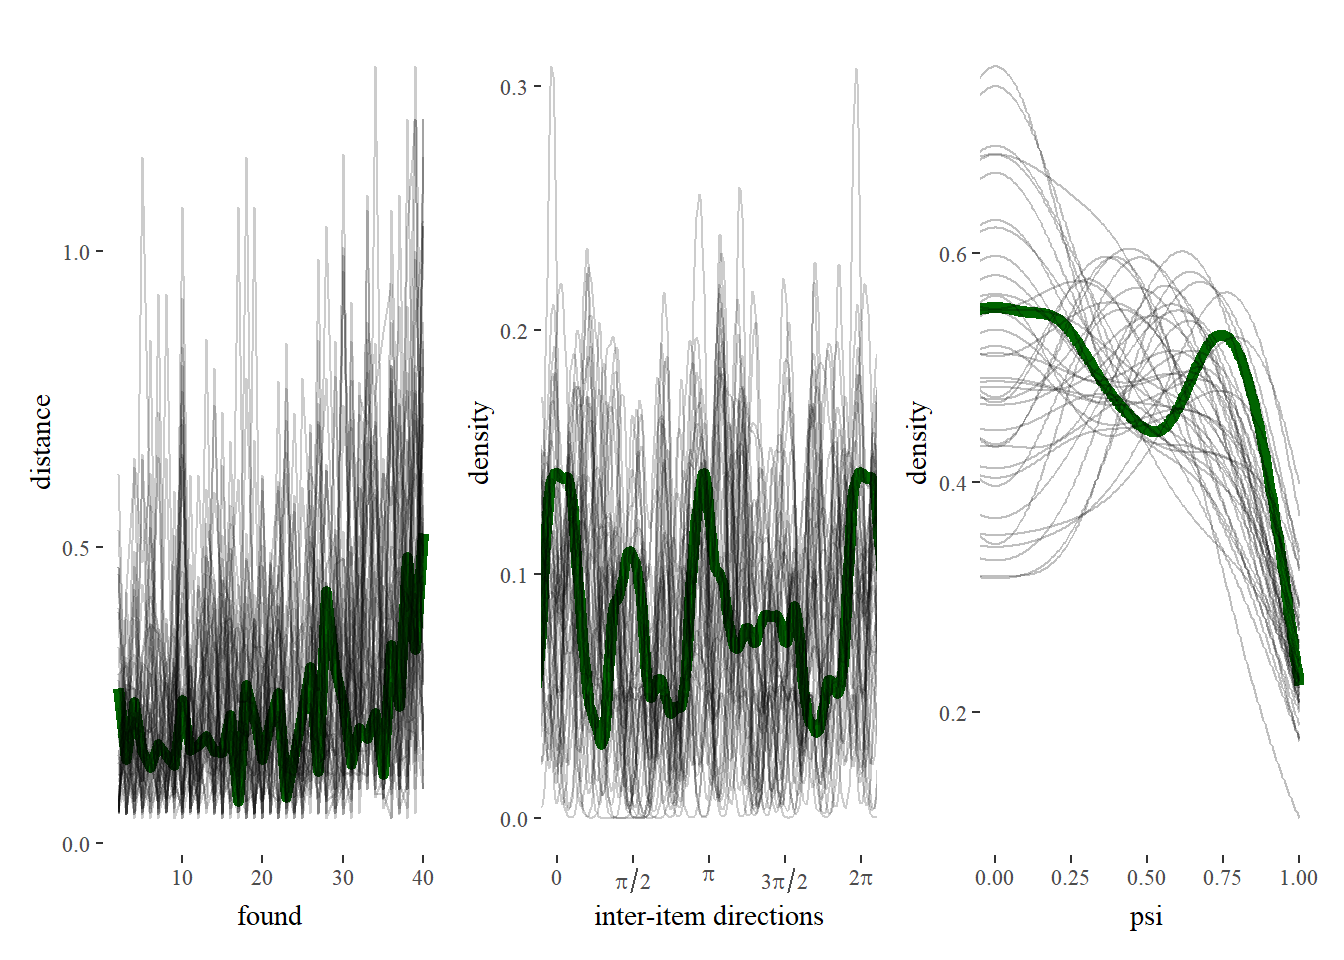 distance
1.0
0.5
0.0
10 20 30 40
found
density
0.3
0.2
0.1
0.0
0 π/2 π 3π/2 2π
inter-item directions
density
0.6
0.4
0.2
0.00 0.25 0.50 0.75 1.00
psi